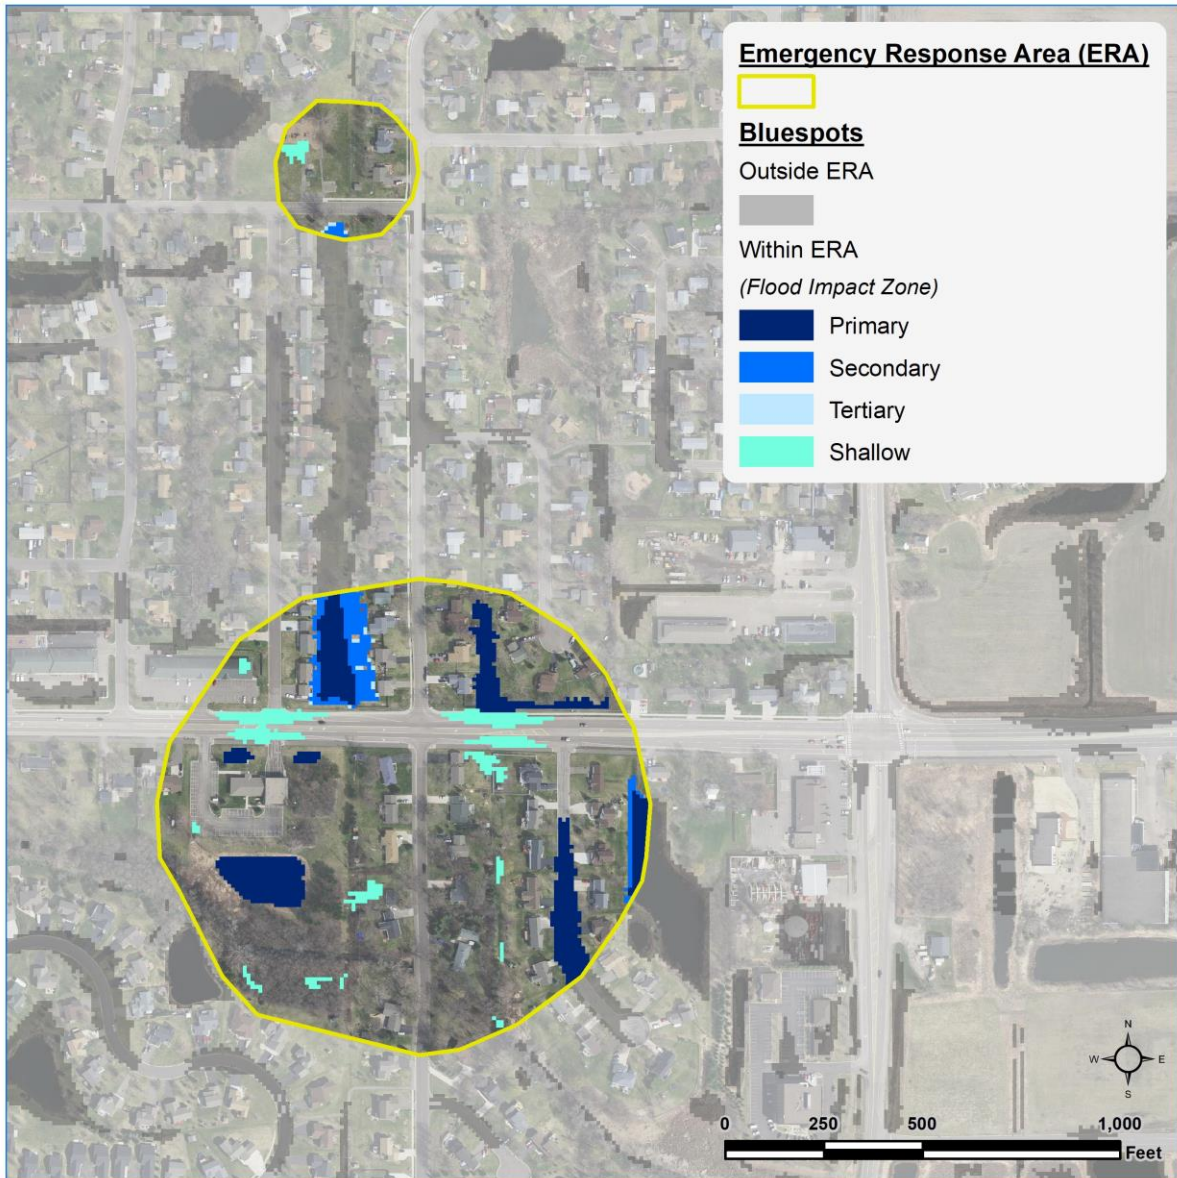 Emergency Response Area (ERA)
Bluespots
Outside ERA
Within ERA
(Flood Impact Zone)
Primary
Secondary
Tertiary
Shallow
N
W E
S
0 250 500 1,000
Feet